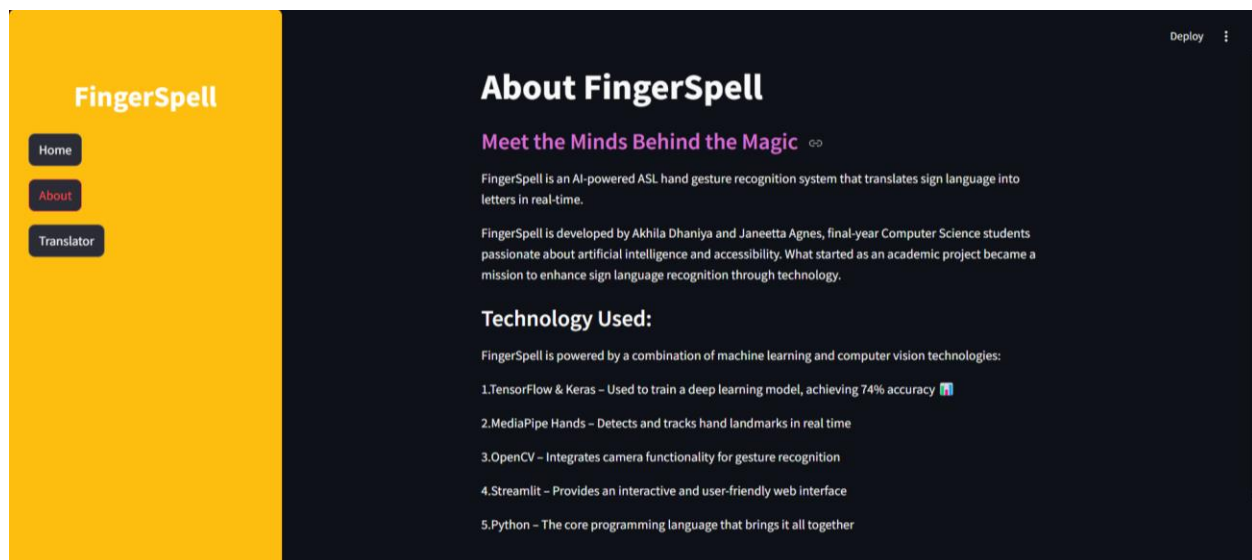 Deploy
FingerSpell
Home
About
Translator
About FingerSpell
Meet the Minds Behind the Magic
FingerSpell is an AI-powered ASL hand gesture recognition system that translates sign language into
letters in real-time.
FingerSpell is developed by Akhila Dhaniya and Janeetta Agnes, final-year Computer Science students
passionate about artificial intelligence and accessibility. What started as an academic project became a
mission to enhance sign language recognition through technology.
Technology Used:
FingerSpell is powered by a combination of machine learning and computer vision technologies:
1.TensorFlow & Keras – Used to train a deep learning model, achieving 74% accuracy 📊
2.MediaPipe Hands – Detects and tracks hand landmarks in real time
3.OpenCV – Integrates camera functionality for gesture recognition
4.Streamlit – Provides an interactive and user-friendly web interface
5.Python – The core programming language that brings it all together